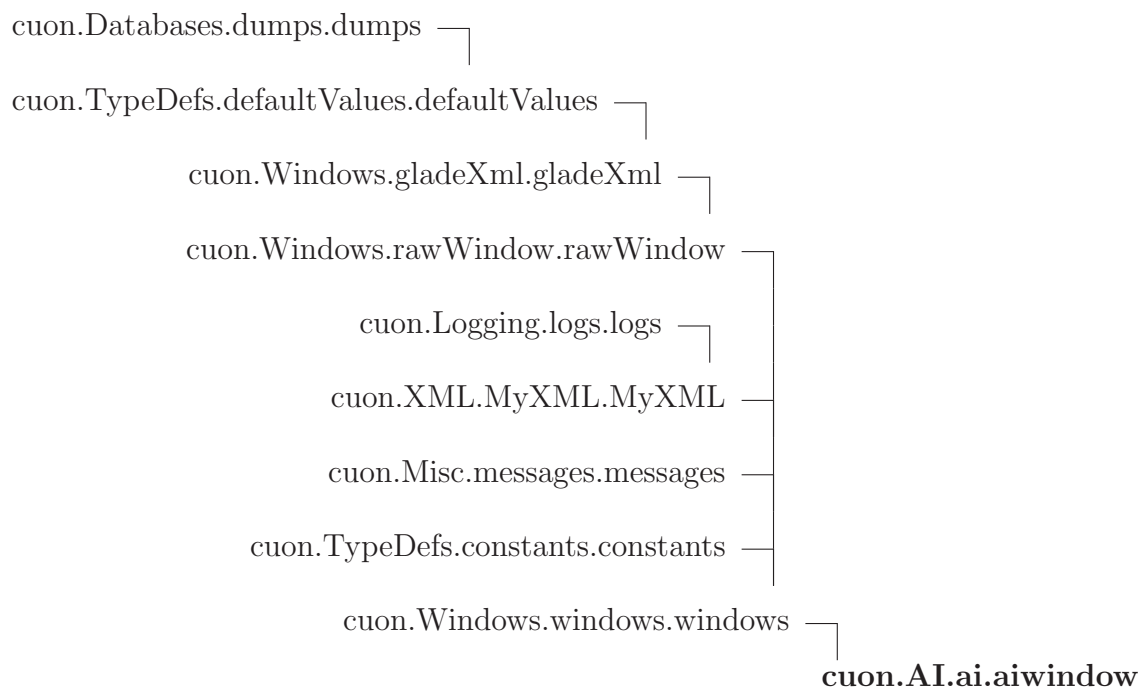 cuon.Databases.dumps.dumps
cuon.TypeDefs.defaultValues.defaultValues
cuon.Windows.gladeXml.gladeXml
cuon.Windows.rawWindow.rawWindow
cuon.Logging.logs.logs
cuon.XML.MyXML.MyXML
cuon.Misc.messages.messages
cuon.TypeDefs.constants.constants
cuon.Windows.windows.windows
cuon.AI.ai.aiwindow